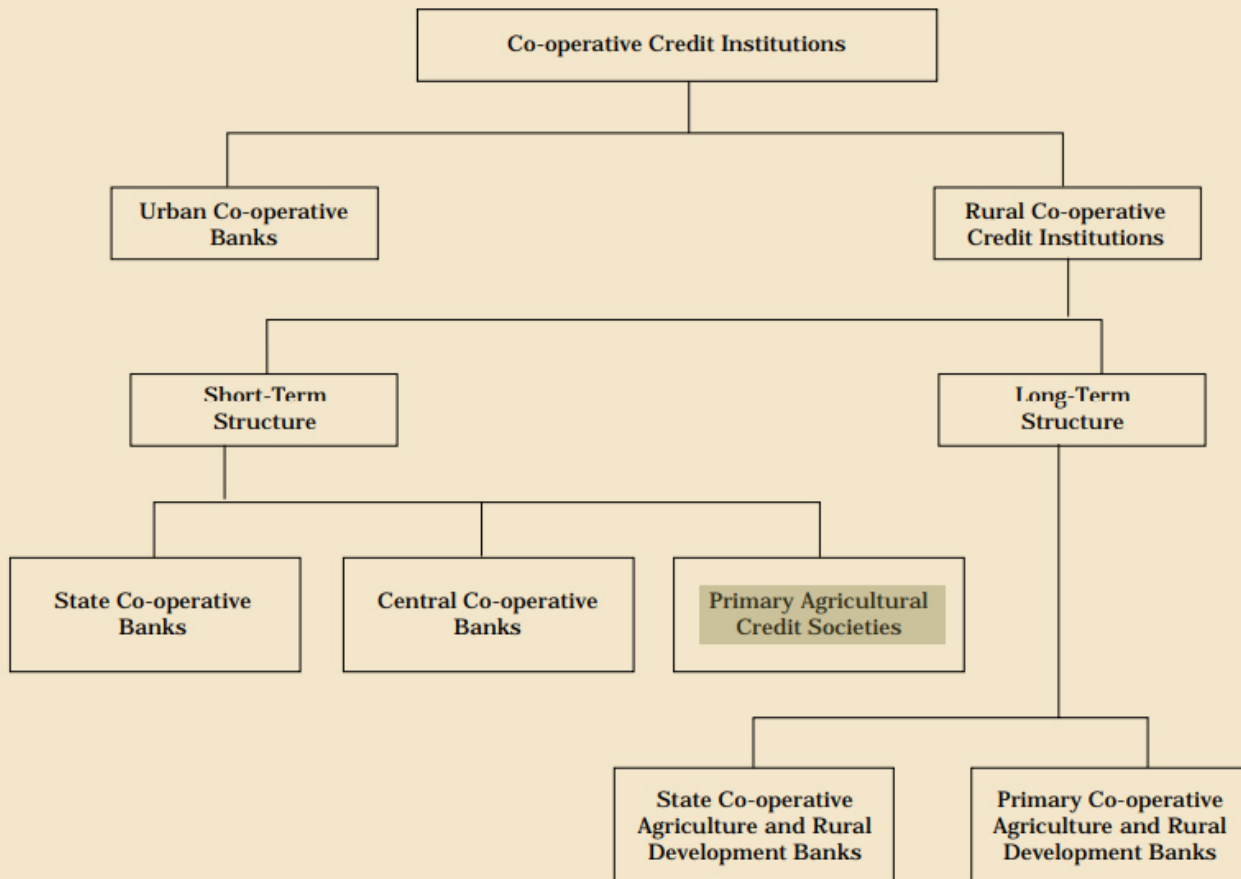 Co-operative Credit Institutions
Urban Co-operative
Banks
Rural Co-operative
Credit Institutions
Short-Term
Structure
Long-Term
Structure
State Co-operative
Banks
Central Co-operative
Banks
Primary Agricultural
Credit Societies
State Co-operative
Agriculture and Rural
Development Banks
Primary Co-operative
Agriculture and Rural
Development Banks